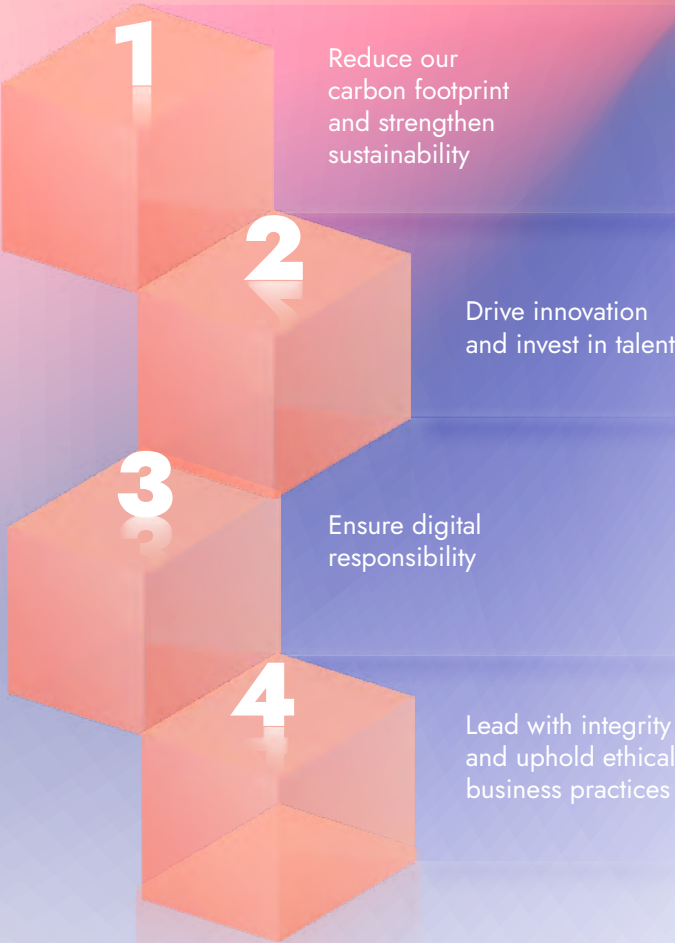 1
Reduce our
carbon footprint
and strengthen
sustainability
2
Drive innovation
and invest in talent
3
Ensure digital
responsibility
4
Lead with integrity
and uphold ethical
business practices